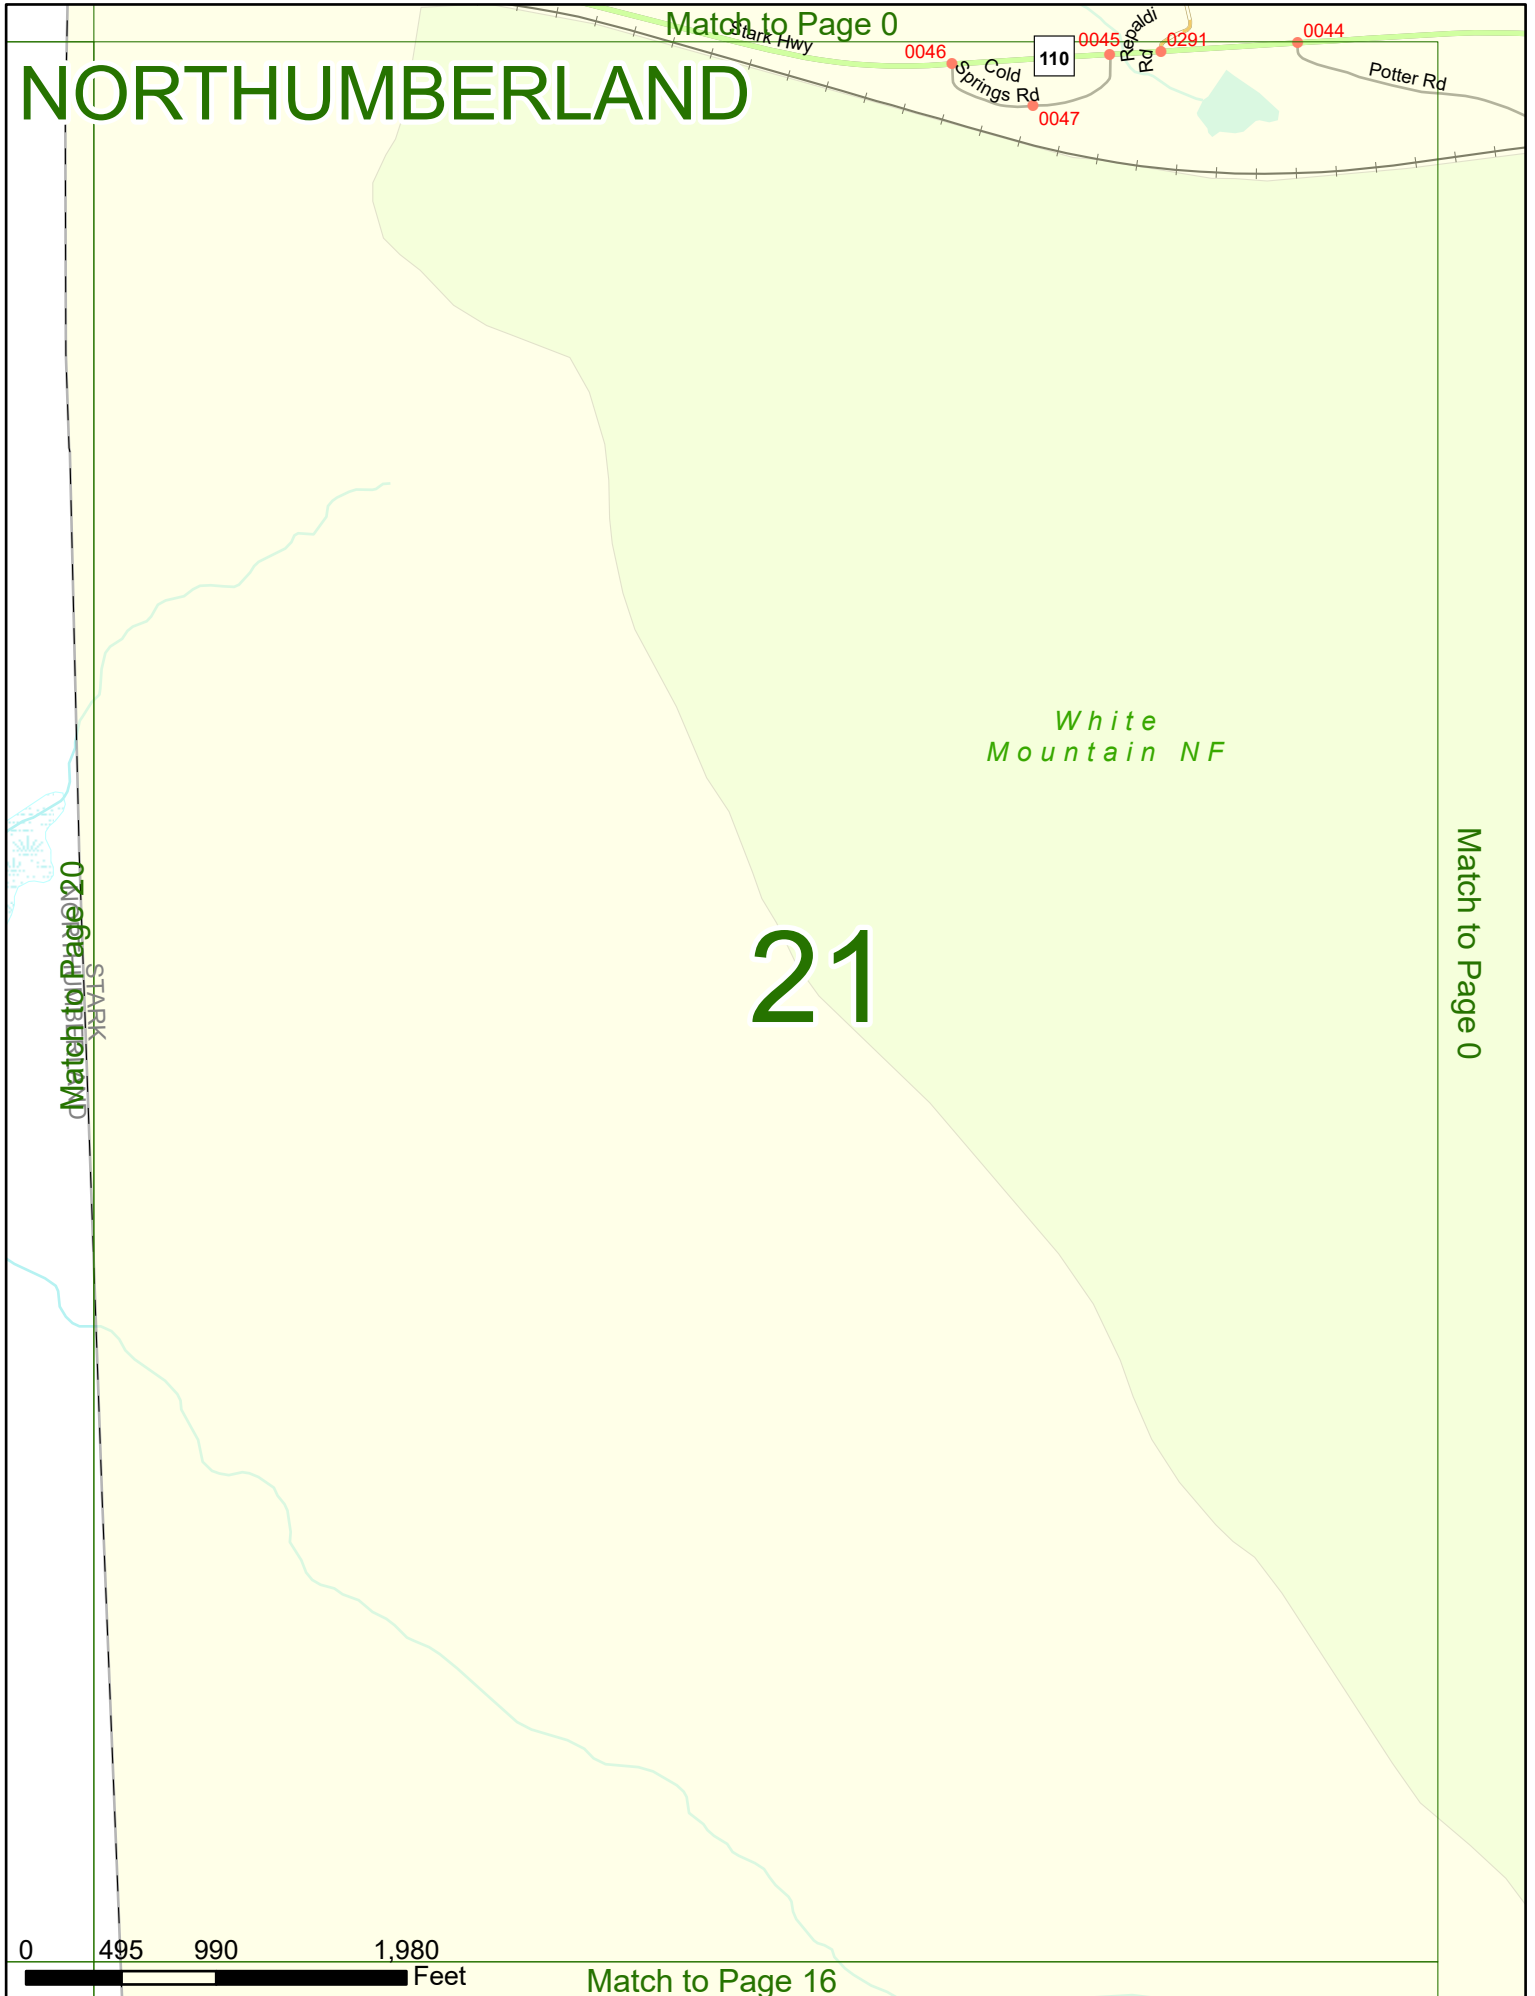 Match to Page 0
NORTHUMBERLAND
Stark Hwy
0046
Cold
Springs Rd
0047
110
0045
Repaldi
Rd
0291
0044
Potter Rd
White
Mountain NF
21
Match to Page 20
NORTHUMBERLAND
STARK
Match to Page 0
0 495 990 1,980
Feet
Match to Page 16